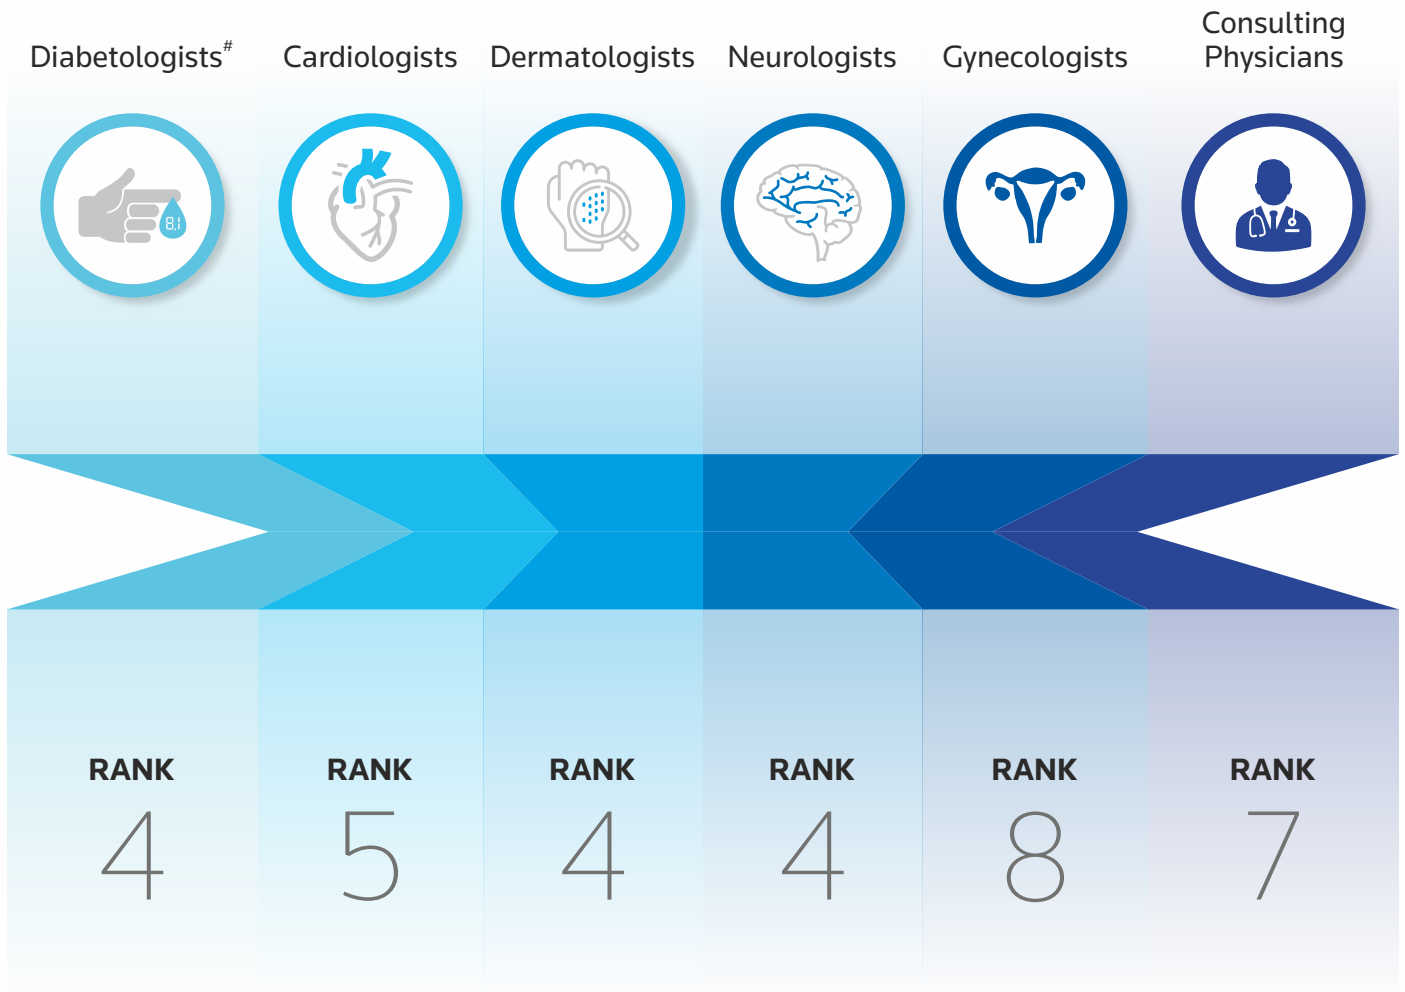 Diabetologists#
Cardiologists
Dermatologists
Neurologists
Gynecologists
Consulting
Physicians
8.1
RANK
4
RANK
5
RANK
4
RANK
4
RANK
8
RANK
7